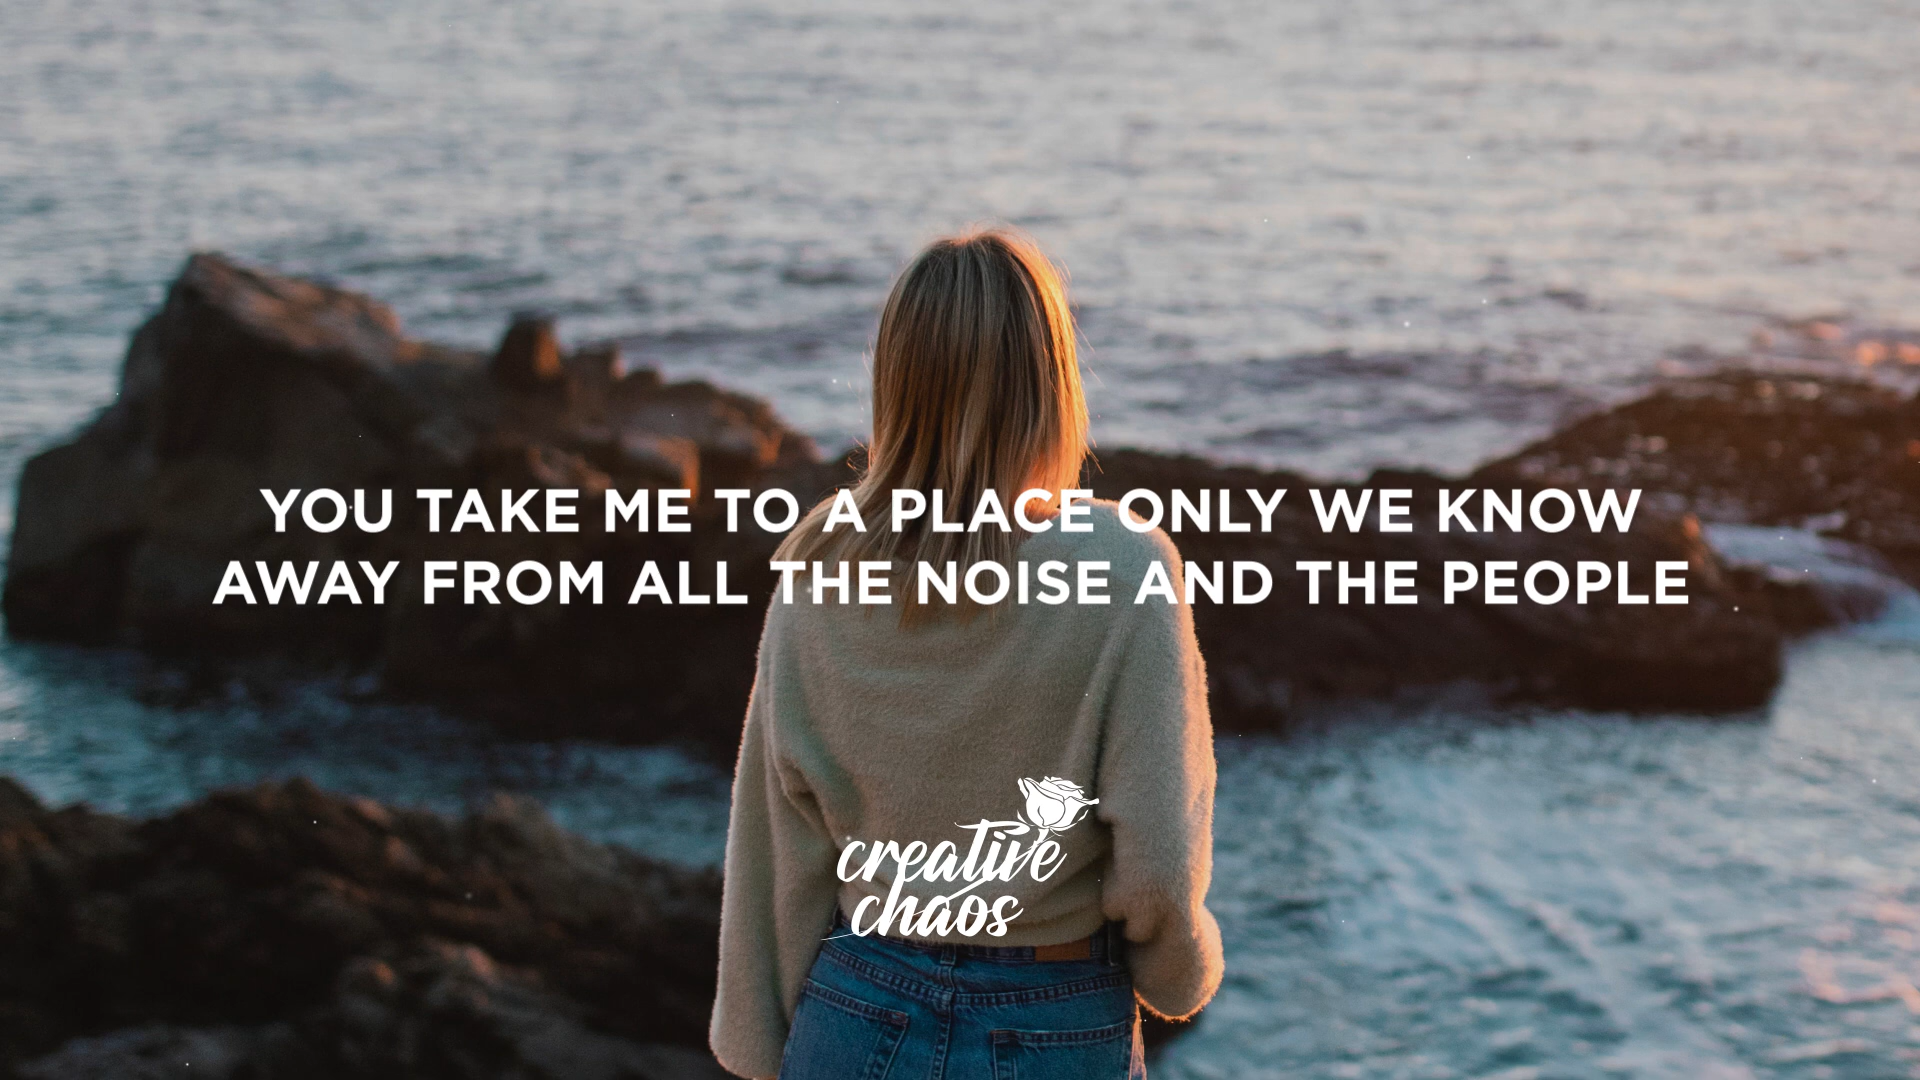 YOU TAKE ME TO A PLACE ONLY WE KNOW
AWAY FROM ALL THE NOISE AND THE PEOPLE
creative
chaos